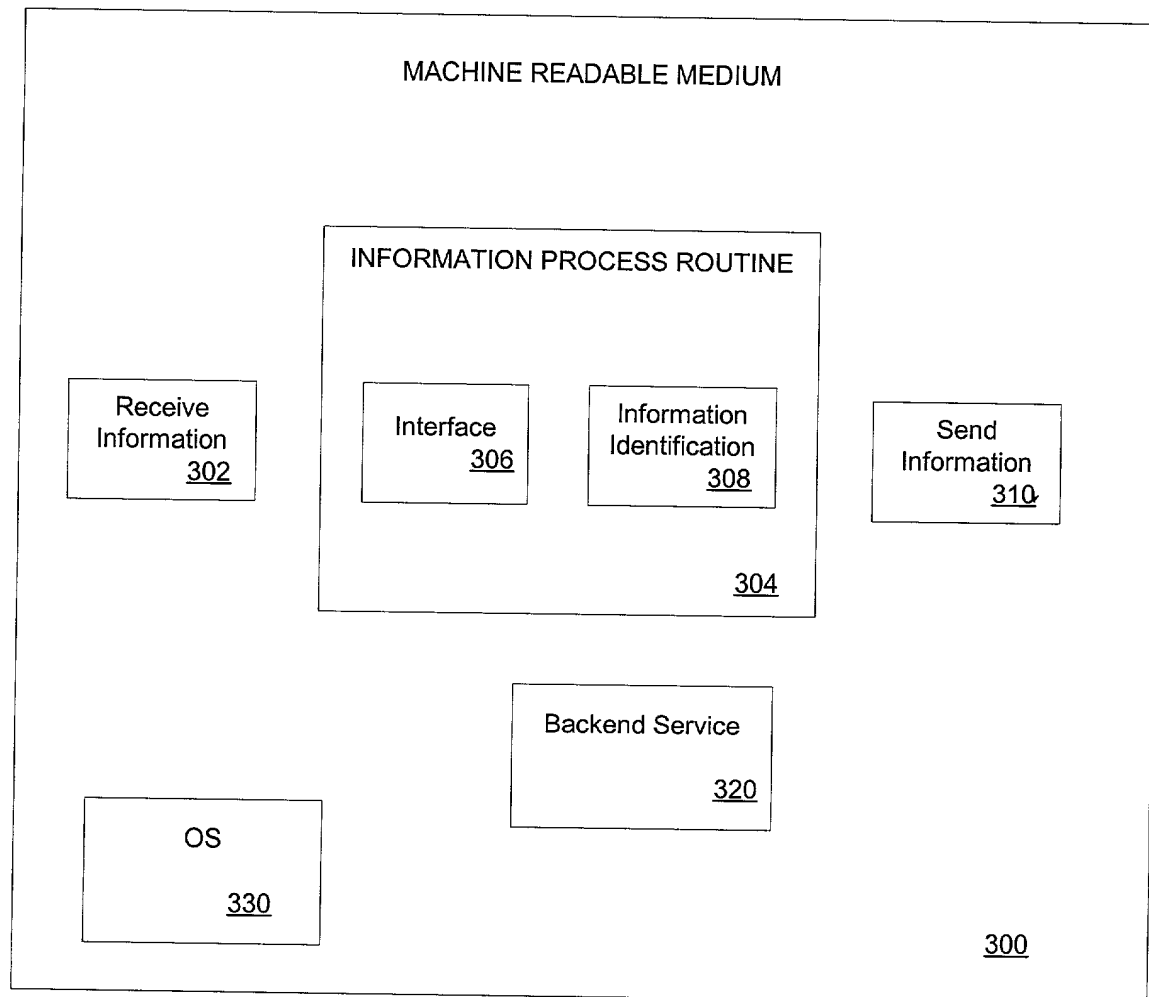 MACHINE READABLE MEDIUM
INFORMATION PROCESS ROUTINE
Receive
Information
302
Interface
306
Information
Identification
308
Send
Information
310
304
Backend Service
320
OS
330
300